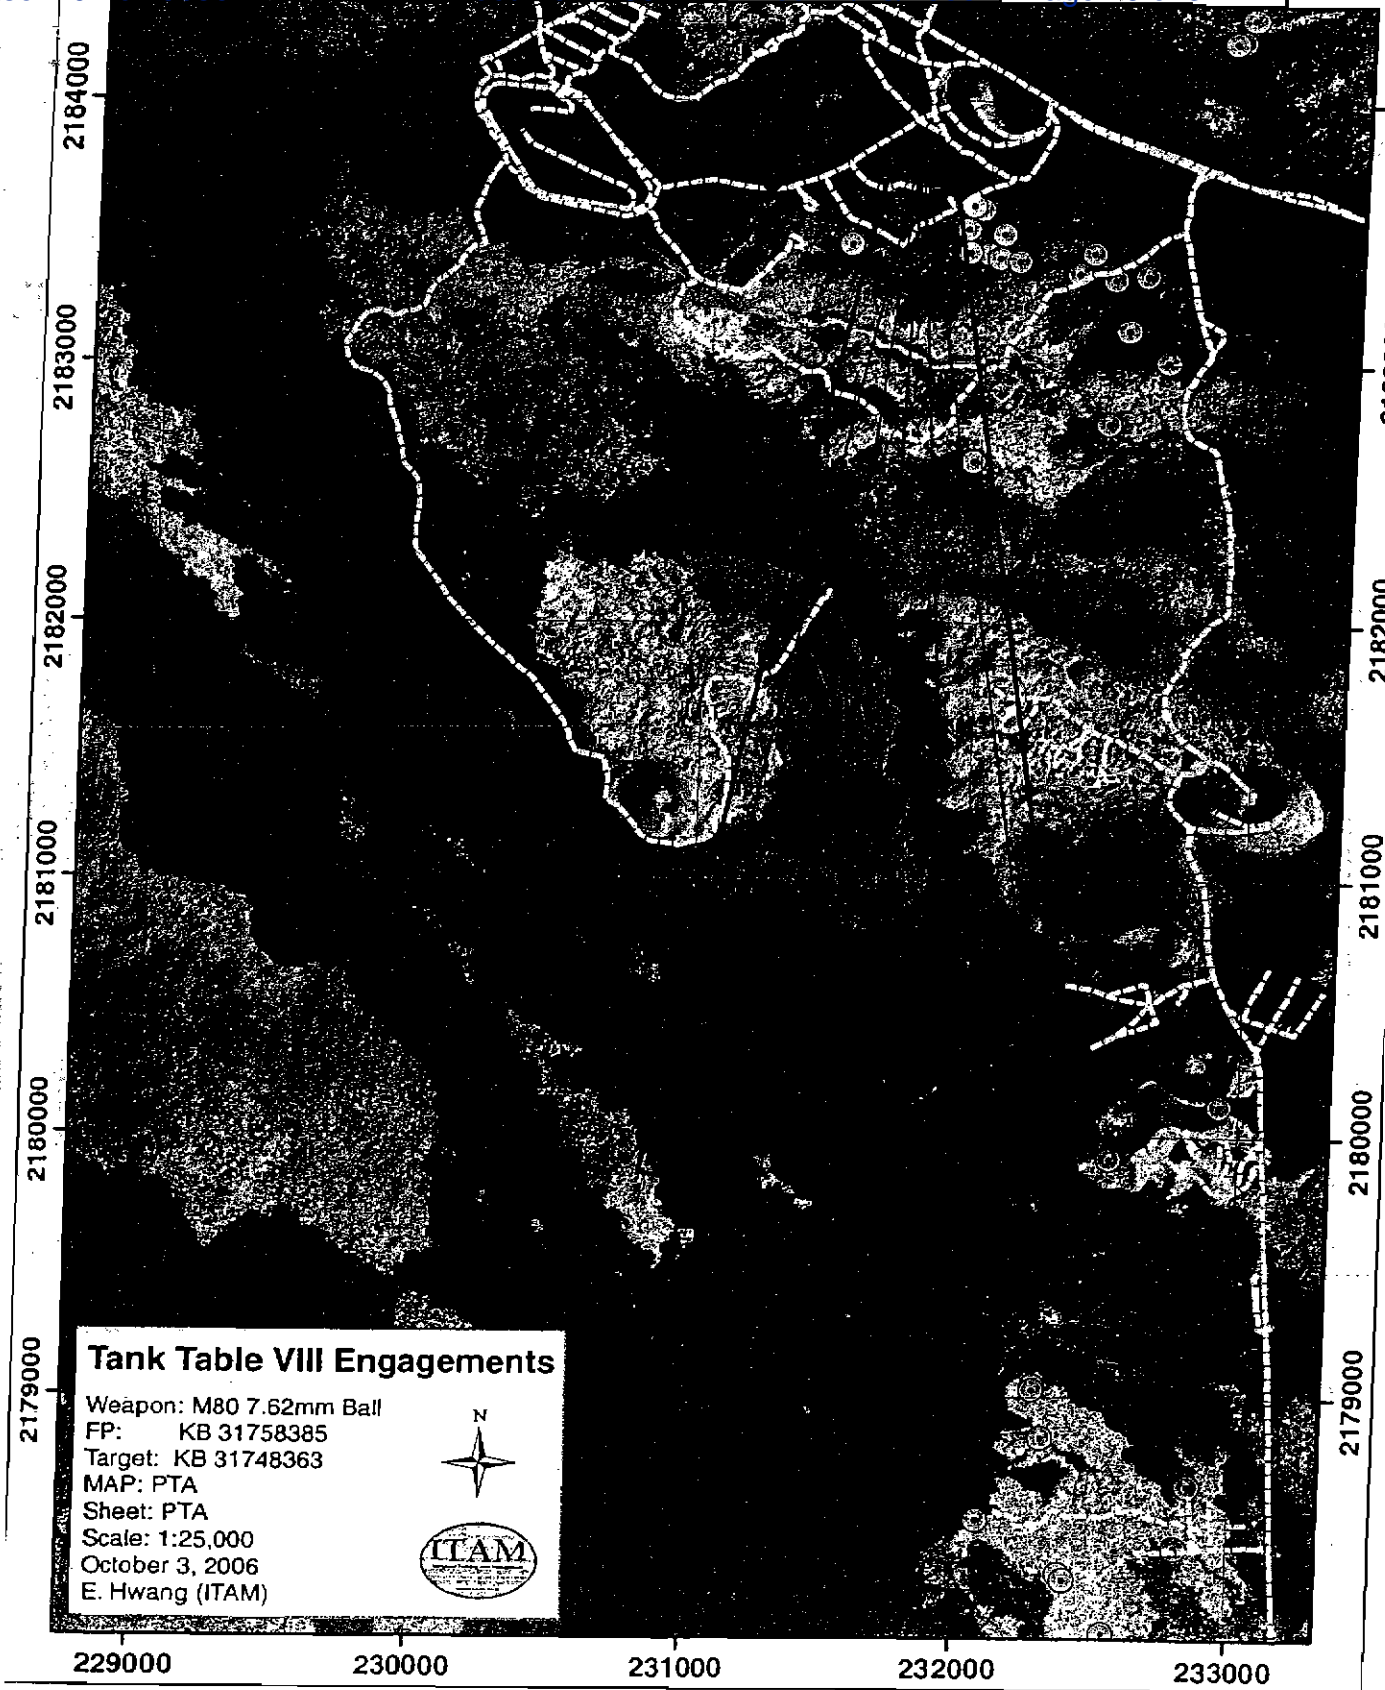 2184000
2183000
2182000
2182000
2181000
2181000
2180000
2180000
2179000
2179000
Tank Table VIII Engagements
Weapon: M80 7.62mm Ball
FP: KB 31758385
Target: KB 31748363
MAP: PTA
Sheet: PTA
Scale: 1:25,000
October 3, 2006
E. Hwang (ITAM)
N
ITAM
229000
230000
231000
232000
233000